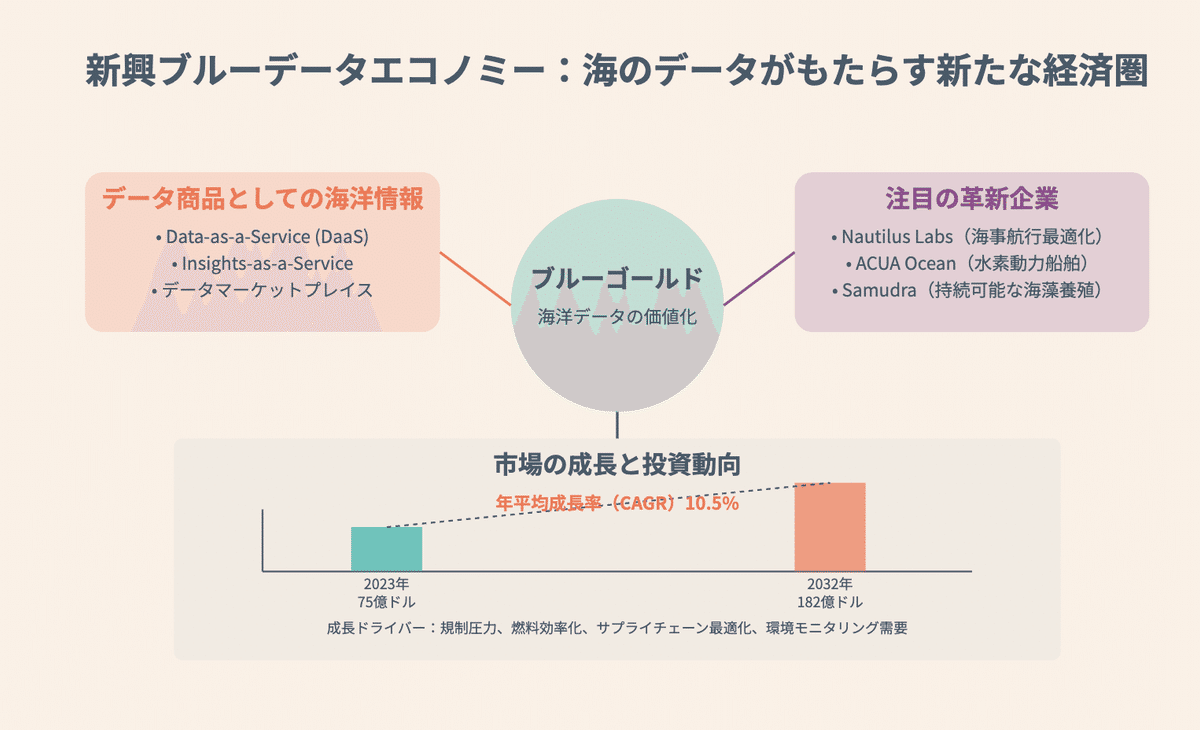 新興ブルーデータエコノミー：海のデータがもたらす新たな経済圏
データ商品としての海洋情報
• Data-as-a-Service (DaaS)
• Insights-as-a-Service
• データマーケットプレイス
ブルーゴールド
海洋データの価値化
注目の革新企業
• Nautilus Labs（海事航行最適化）
• ACUA Ocean（水素動力船舶）
• Samudra（持続可能な海藻養殖）
市場の成長と投資動向
年平均成長率（CAGR）10.5%
2023年
75億ドル
2032年
182億ドル
成長ドライバー：規制圧力、燃料効率化、サプライチェーン最適化、環境モニタリング需要